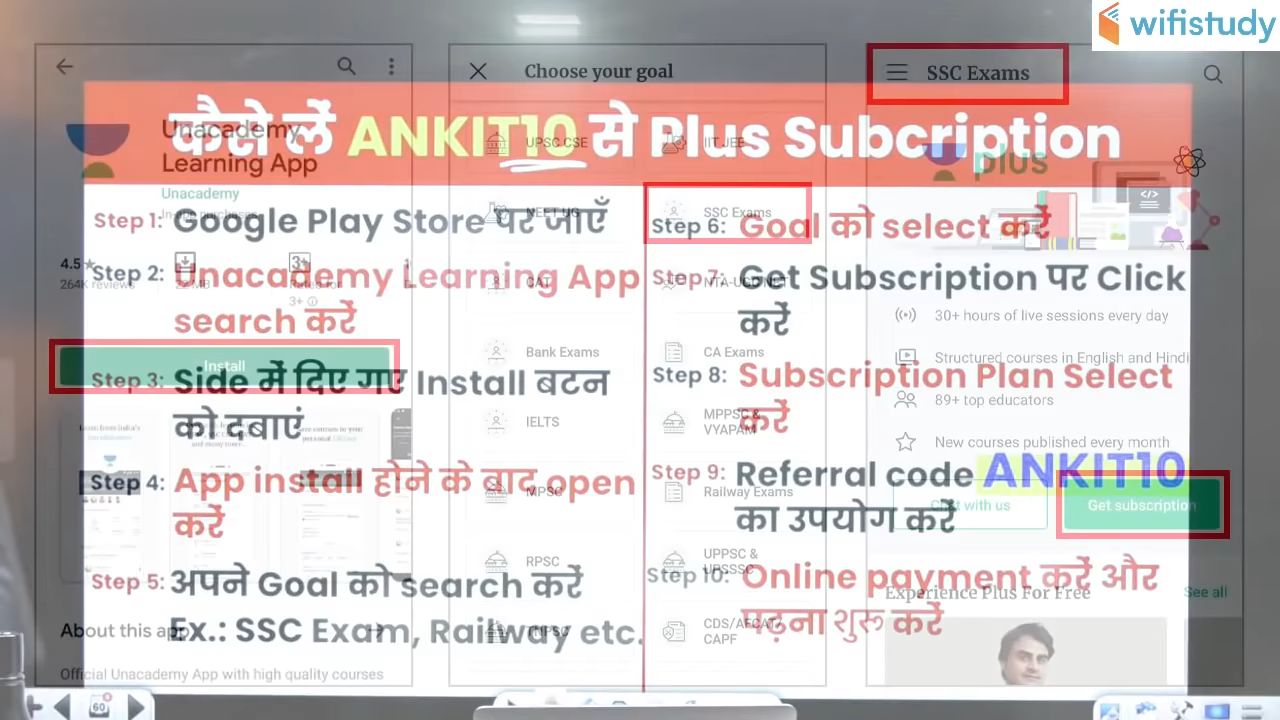 wifistudy
Choose your goal
SSC Exams
कैसे लें ANKIT10 से Plus Subcription
Unacademy
Learning App
Unacademy
UPSC CSE
IIT JEE
plus
Step 1: Google Play Store पर जाएँ
Step 2: Unacademy Learning App
search करें
Step 3: Side में दिए गए Install बटन
को दबाएं
Step 4: App install होने के बाद open
करें
Step 5: अपने Goal को search करें
Ex.: SSC Exam, Railway etc.
Step 6: Goal को select करें
Step 7: Get Subscription पर Click
करें
Step 8: Subscription Plan Select
करें
Step 9: Referral code ANKIT10
का उपयोग करें
Step 10: Online payment करें और
पढ़ना शुरू करें
4.5★
264K reviews
3+
Install
About this app
Official Unacademy App with high quality courses
NEET UG
SSC Exams
CAT
Bank Exams
CA Exams
IELTS
MPPSC &
VYAPAM
MPSC
Railway Exams
RPSC
UPPSC &
UPSSSC
CDS/AFCAT/
CAPF
30+ hours of live sessions every day
Structured courses in English and Hindi
89+ top educators
New courses published every month
Chat with us
Get subscription
Experience Plus For Free
See all
60